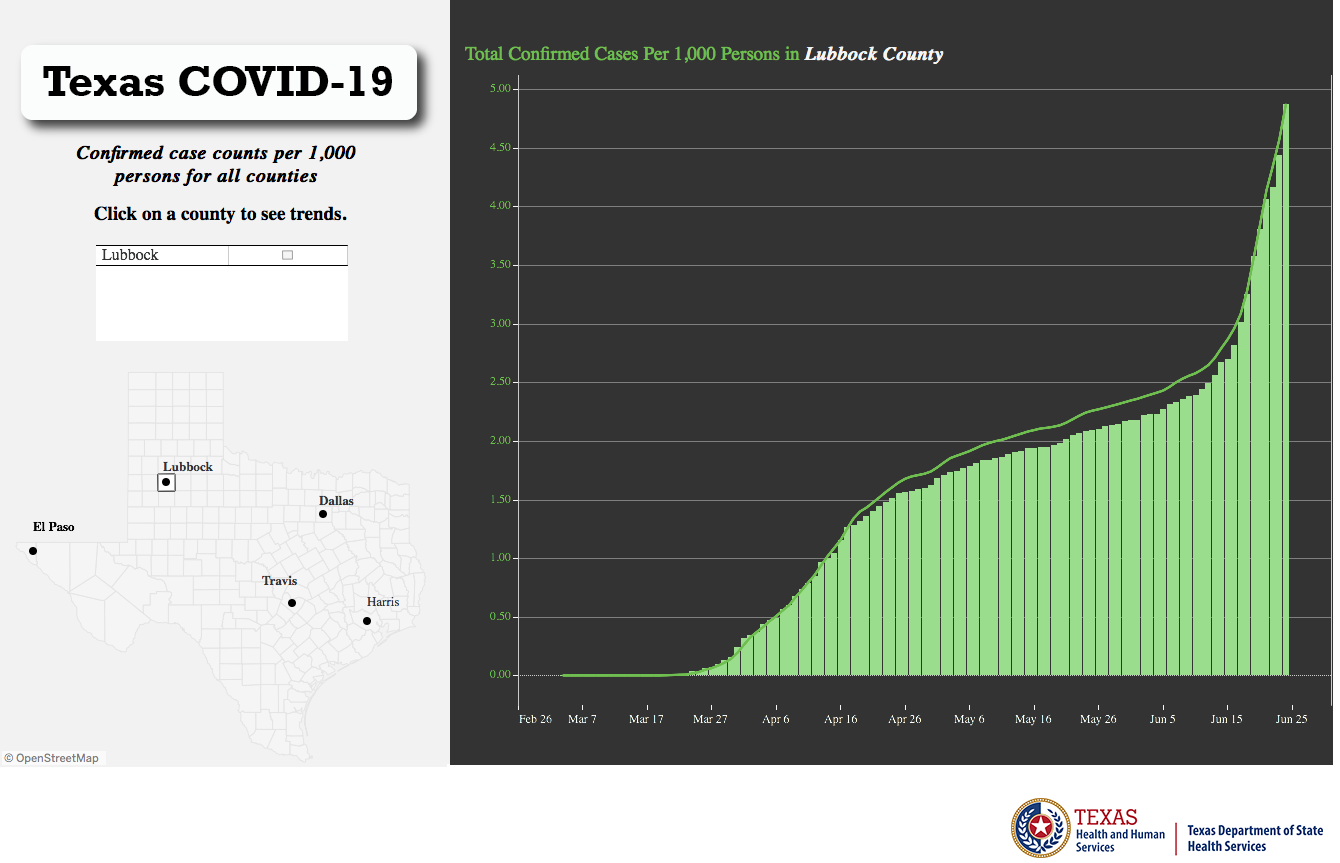 Texas COVID-19
Confirmed case counts per 1,000
persons for all counties
Click on a county to see trends.
Lubbock
Lubbock
Dallas
El Paso
Travis
Harris
© OpenStreetMap
Total Confirmed Cases Per 1,000 Persons in Lubbock County
5.00
4.50
4.00
3.50
3.00
2.50
2.00
1.50
1.00
0.50
0.00
Feb 26 Mar 7 Mar 17 Mar 27 Apr 6 Apr 16 Apr 26 May 6 May 16 May 26 Jun 5 Jun 15 Jun 25
TEXAS
Health and Human
Services
Texas Department of State
Health Services